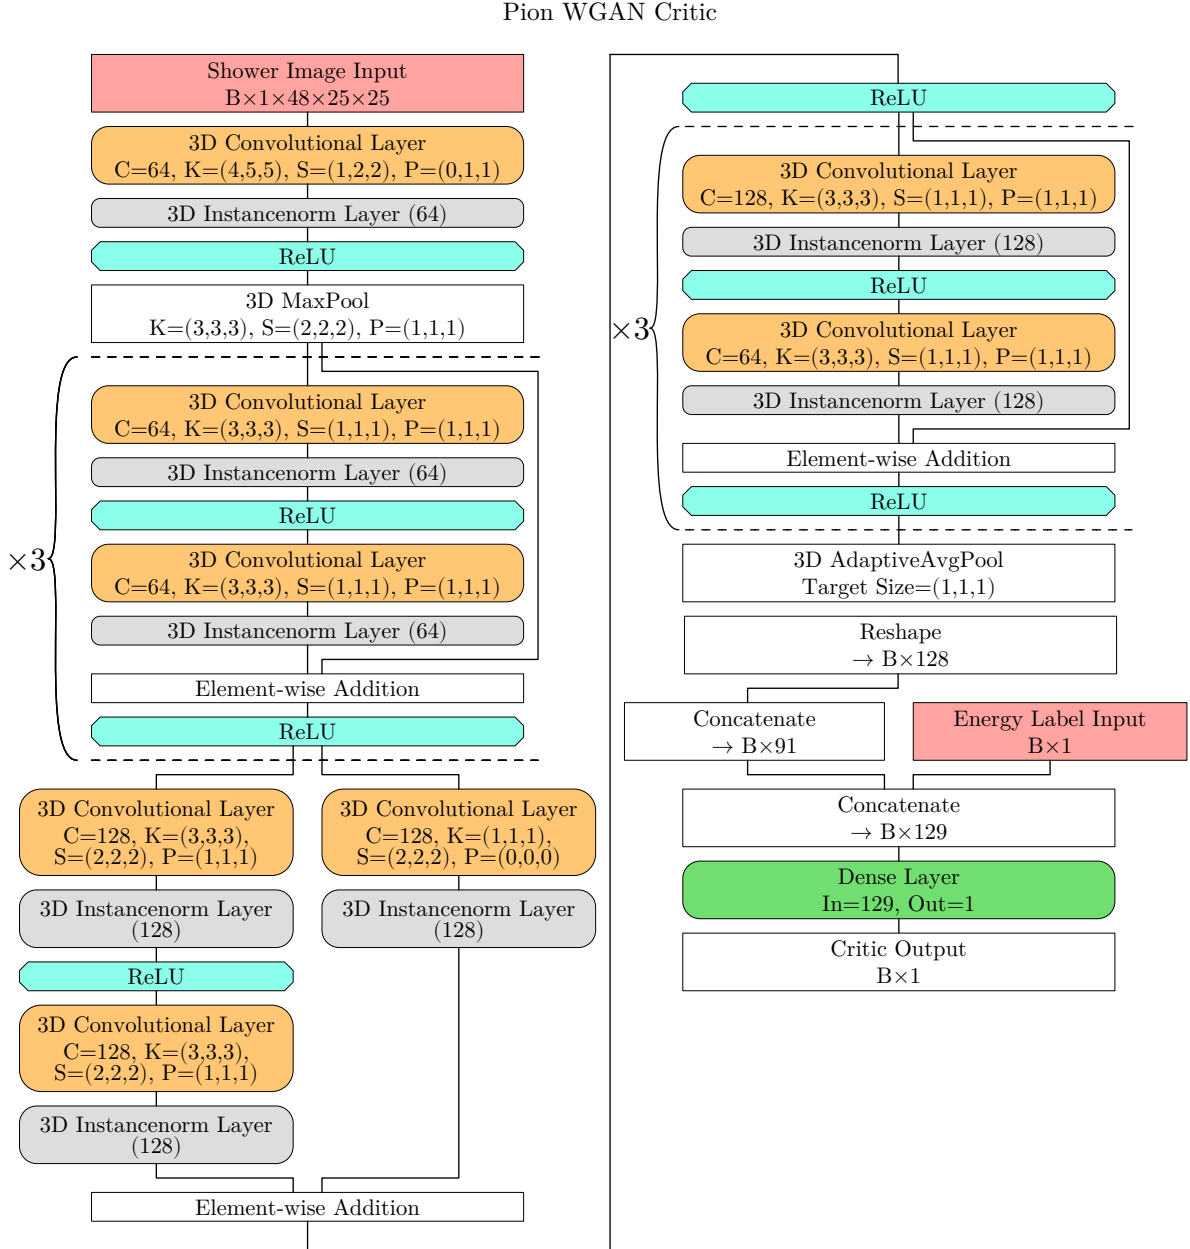 Pion WGAN Critic
Shower Image Input
B×1×48×25×25
3D Convolutional Layer
C=64, K=(4,5,5), S=(1,2,2), P=(0,1,1)
3D Instancenorm Layer (64)
ReLU
3D MaxPool
K=(3,3,3), S=(2,2,2), P=(1,1,1)
×3
3D Convolutional Layer
C=64, K=(3,3,3), S=(1,1,1), P=(1,1,1)
3D Instancenorm Layer (64)
ReLU
3D Convolutional Layer
C=64, K=(3,3,3), S=(1,1,1), P=(1,1,1)
3D Instancenorm Layer (64)
Element-wise Addition
ReLU
3D Convolutional Layer
C=128, K=(3,3,3),
S=(2,2,2), P=(1,1,1)
3D Instancenorm Layer
(128)
ReLU
3D Convolutional Layer
C=128, K=(3,3,3),
S=(2,2,2), P=(1,1,1)
3D Instancenorm Layer
(128)
3D Convolutional Layer
C=128, K=(1,1,1),
S=(2,2,2), P=(0,0,0)
3D Instancenorm Layer
(128)
Element-wise Addition
ReLU
×3
3D Convolutional Layer
C=128, K=(3,3,3), S=(1,1,1), P=(1,1,1)
3D Instancenorm Layer (128)
ReLU
3D Convolutional Layer
C=64, K=(3,3,3), S=(1,1,1), P=(1,1,1)
3D Instancenorm Layer (128)
Element-wise Addition
ReLU
3D AdaptiveAvgPool
Target Size=(1,1,1)
Reshape
→ B×128
Concatenate
→ B×91
Energy Label Input
B×1
Concatenate
→ B×129
Dense Layer
In=129, Out=1
Critic Output
B×1